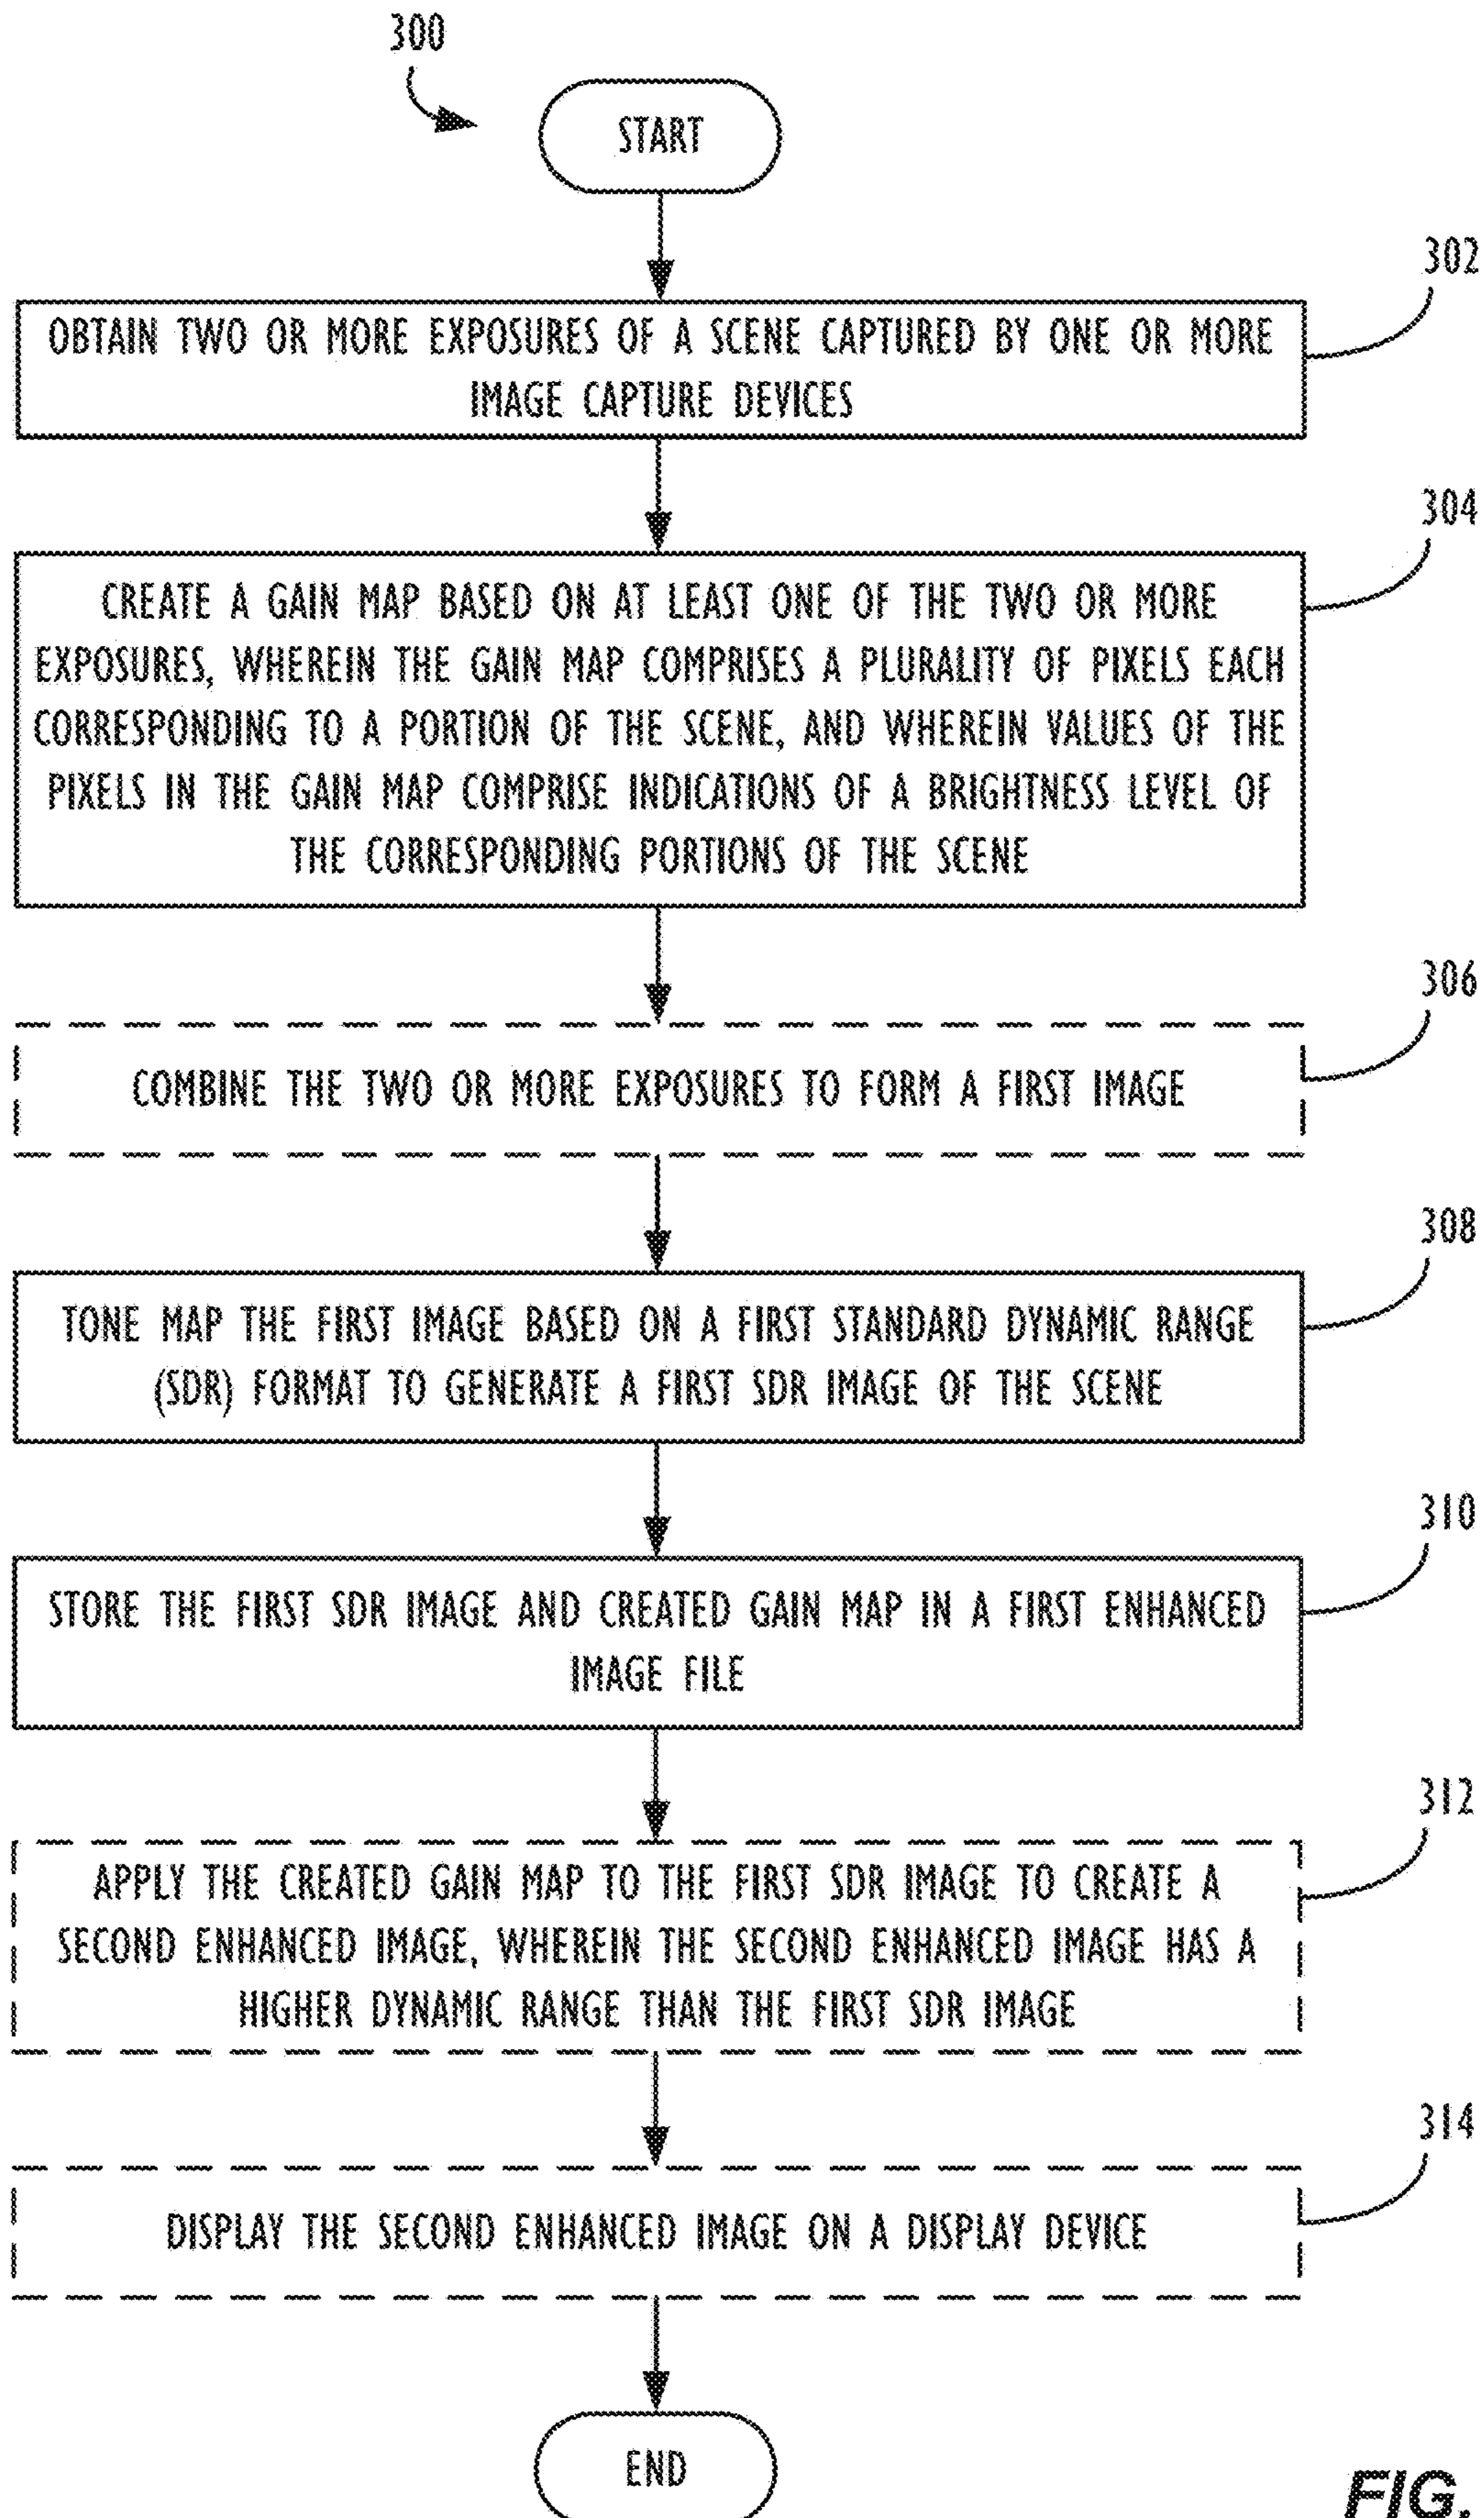 300
START
302
OBTAIN TWO OR MORE EXPOSURES OF A SCENE CAPTURED BY ONE OR MORE
IMAGE CAPTURE DEVICES
304
CREATE A GAIN MAP BASED ON AT LEAST ONE OF THE TWO OR MORE
EXPOSURES, WHEREIN THE GAIN MAP COMPRISES A PLURALITY OF PIXELS EACH
CORRESPONDING TO A PORTION OF THE SCENE, AND WHEREIN VALUES OF THE
PIXELS IN THE GAIN MAP COMPRISE INDICATIONS OF A BRIGHTNESS LEVEL OF
THE CORRESPONDING PORTIONS OF THE SCENE
306
COMBINE THE TWO OR MORE EXPOSURES TO FORM A FIRST IMAGE
308
TONE MAP THE FIRST IMAGE BASED ON A FIRST STANDARD DYNAMIC RANGE
(SDR) FORMAT TO GENERATE A FIRST SDR IMAGE OF THE SCENE
310
STORE THE FIRST SDR IMAGE AND CREATED GAIN MAP IN A FIRST ENHANCED
IMAGE FILE
312
APPLY THE CREATED GAIN MAP TO THE FIRST SDR IMAGE TO CREATE A
SECOND ENHANCED IMAGE, WHEREIN THE SECOND ENHANCED IMAGE HAS A
HIGHER DYNAMIC RANGE THAN THE FIRST SDR IMAGE
314
DISPLAY THE SECOND ENHANCED IMAGE ON A DISPLAY DEVICE
END
FIG.